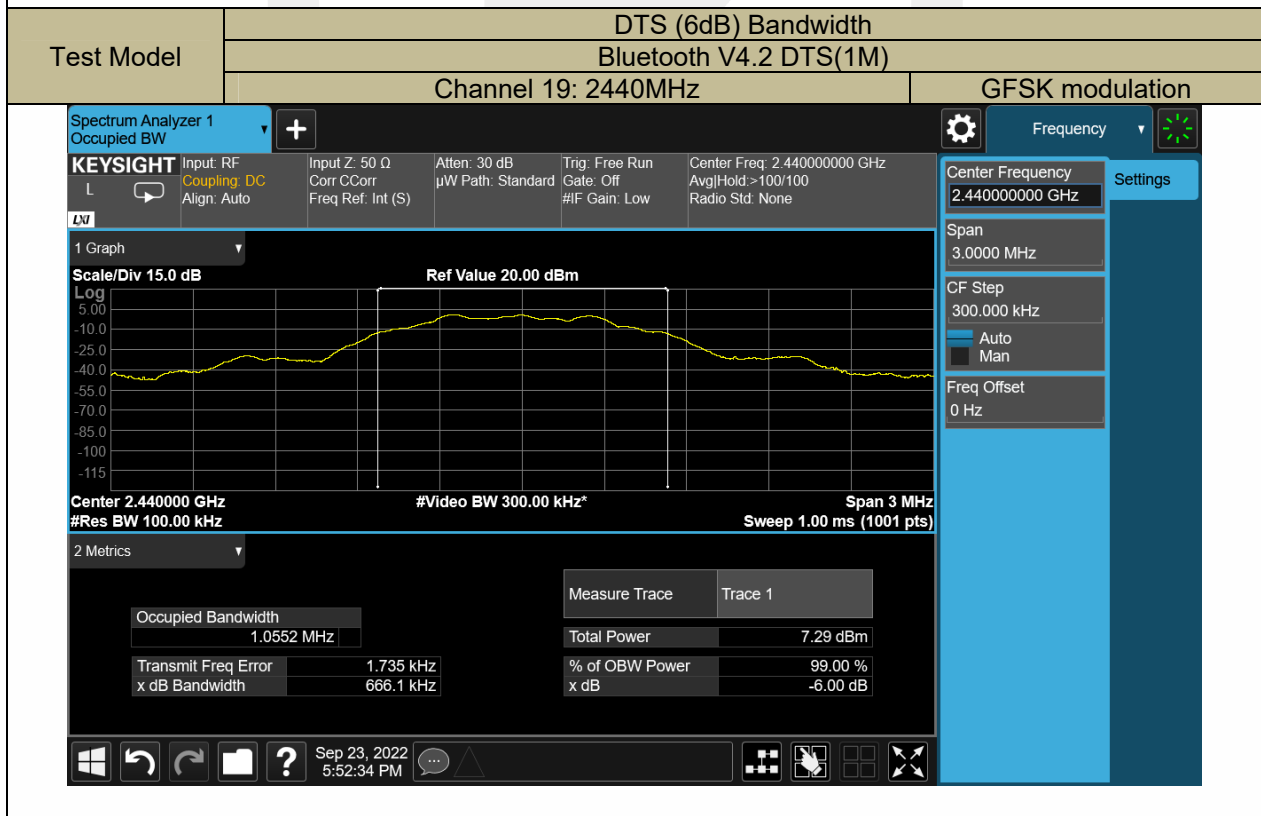 DTS (6dB) Bandwidth
Test Model
Bluetooth V4.2 DTS(1M)
Channel 19: 2440MHz GFSK modulation
Spectrum Analyzer 1
Occupied BW
+
Frequency
KEYSIGHT Input: RF Input Z: 50 Ω Atten: 30 dB Trig: Free Run Center Freq: 2.440000000 GHz
L Coupling: DC Corr CCorr µW Path: Standard Gate: Off Avg|Hold:>100/100
Align: Auto Freq Ref: Int (S) #IF Gain: Low Radio Std: None
LXI
Center Frequency
2.440000000 GHz
Settings
Span
3.0000 MHz
CF Step
300.000 kHz
Auto
Man
Freq Offset
0 Hz
1 Graph
Scale/Div 15.0 dB Ref Value 20.00 dBm
Log
5.00
-10.0
-25.0
-40.0
-55.0
-70.0
-85.0
-100
-115
Center 2.440000 GHz #Video BW 300.00 kHz* Span 3 MHz
#Res BW 100.00 kHz Sweep 1.00 ms (1001 pts)
2 Metrics
Measure Trace Trace 1
Occupied Bandwidth
1.0552 MHz
Total Power 7.29 dBm
Transmit Freq Error 1.735 kHz % of OBW Power 99.00 %
x dB Bandwidth 666.1 kHz x dB -6.00 dB
? Sep 23, 2022
5:52:34 PM